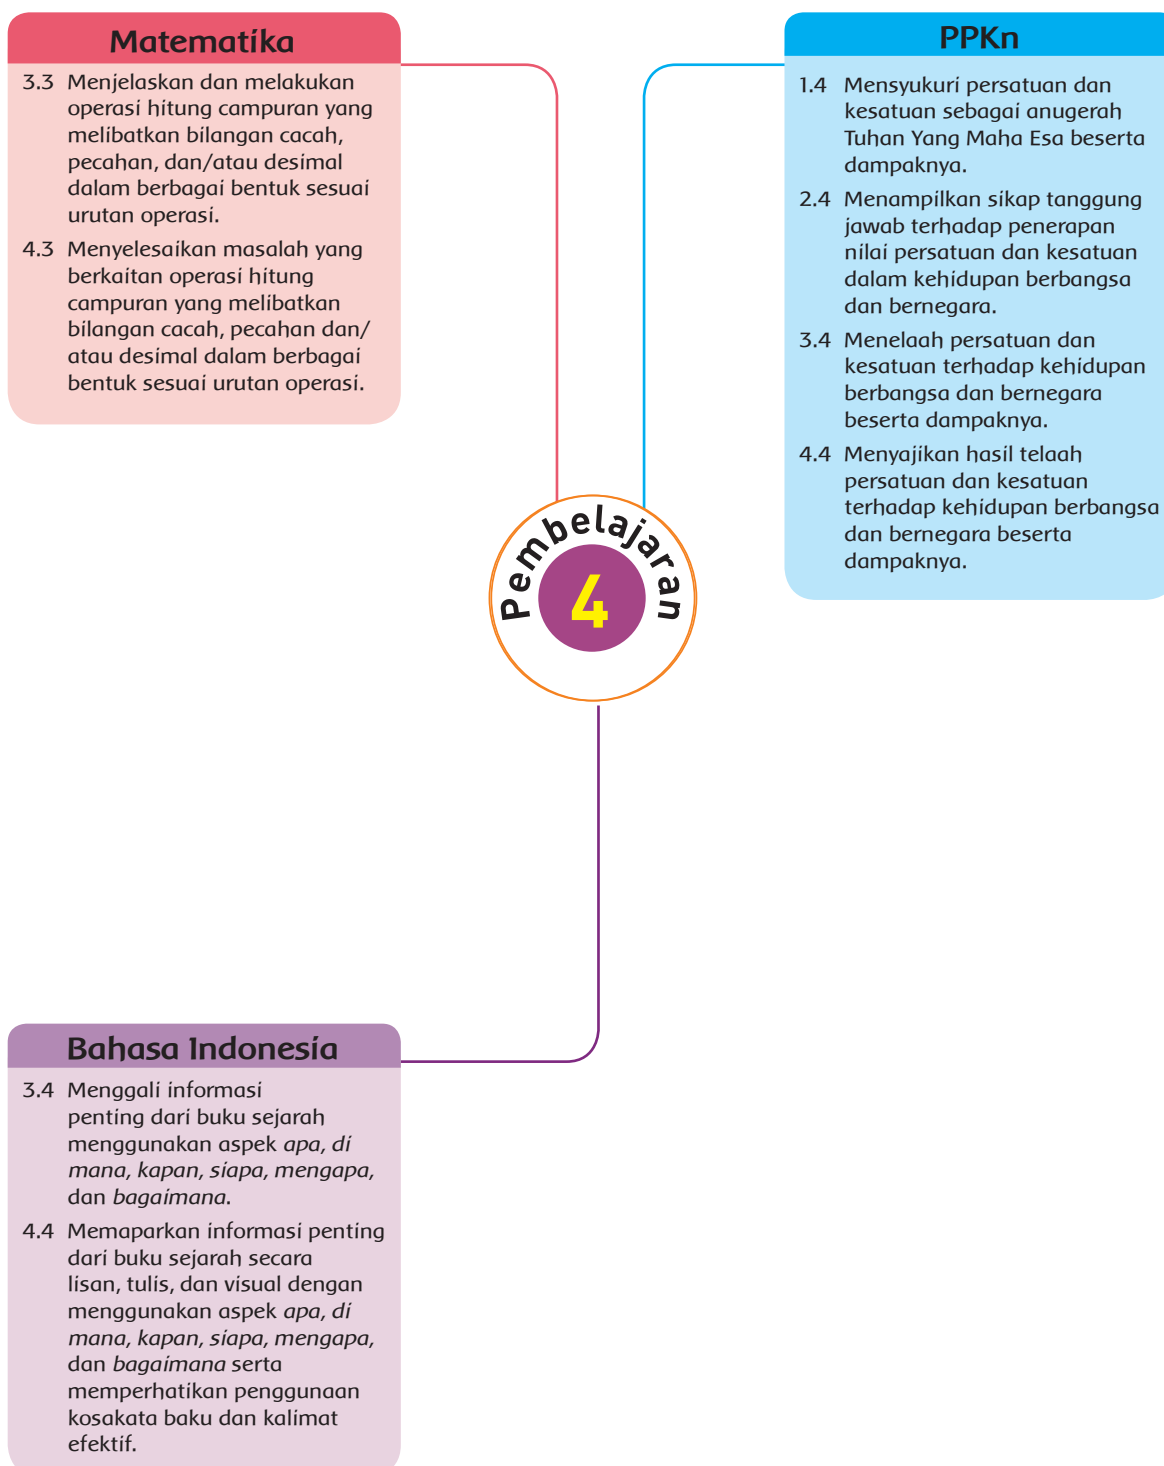 Matematika
3.3 Menjelaskan dan melakukan
operasi hitung campuran yang
melibatkan bilangan cacah,
pecahan, dan/atau desimal
dalam berbagai bentuk sesuai
urutan operasi.
4.3 Menyelesaikan masalah yang
berkaitan operasi hitung
campuran yang melibatkan
bilangan cacah, pecahan dan/
atau desimal dalam berbagai
bentuk sesuai urutan operasi.
PPKn
1.4 Mensyukuri persatuan dan
kesatuan sebagai anugerah
Tuhan Yang Maha Esa beserta
dampaknya.
2.4 Menampilkan sikap tanggung
jawab terhadap penerapan
nilai persatuan dan kesatuan
dalam kehidupan berbangsa
dan bernegara.
3.4 Menelaah persatuan dan
kesatuan terhadap kehidupan
berbangsa dan bernegara
beserta dampaknya.
4.4 Menyajikan hasil telaah
persatuan dan kesatuan
terhadap kehidupan berbangsa
dan bernegara beserta
dampaknya.
Pembelajaran
4
Bahasa Indonesia
3.4 Menggali informasi
penting dari buku sejarah
menggunakan aspek apa, di
mana, kapan, siapa, mengapa,
dan bagaimana.
4.4 Memaparkan informasi penting
dari buku sejarah secara
lisan, tulis, dan visual dengan
menggunakan aspek apa, di
mana, kapan, siapa, mengapa,
dan bagaimana serta
memperhatikan penggunaan
kosakata baku dan kalimat
efektif.